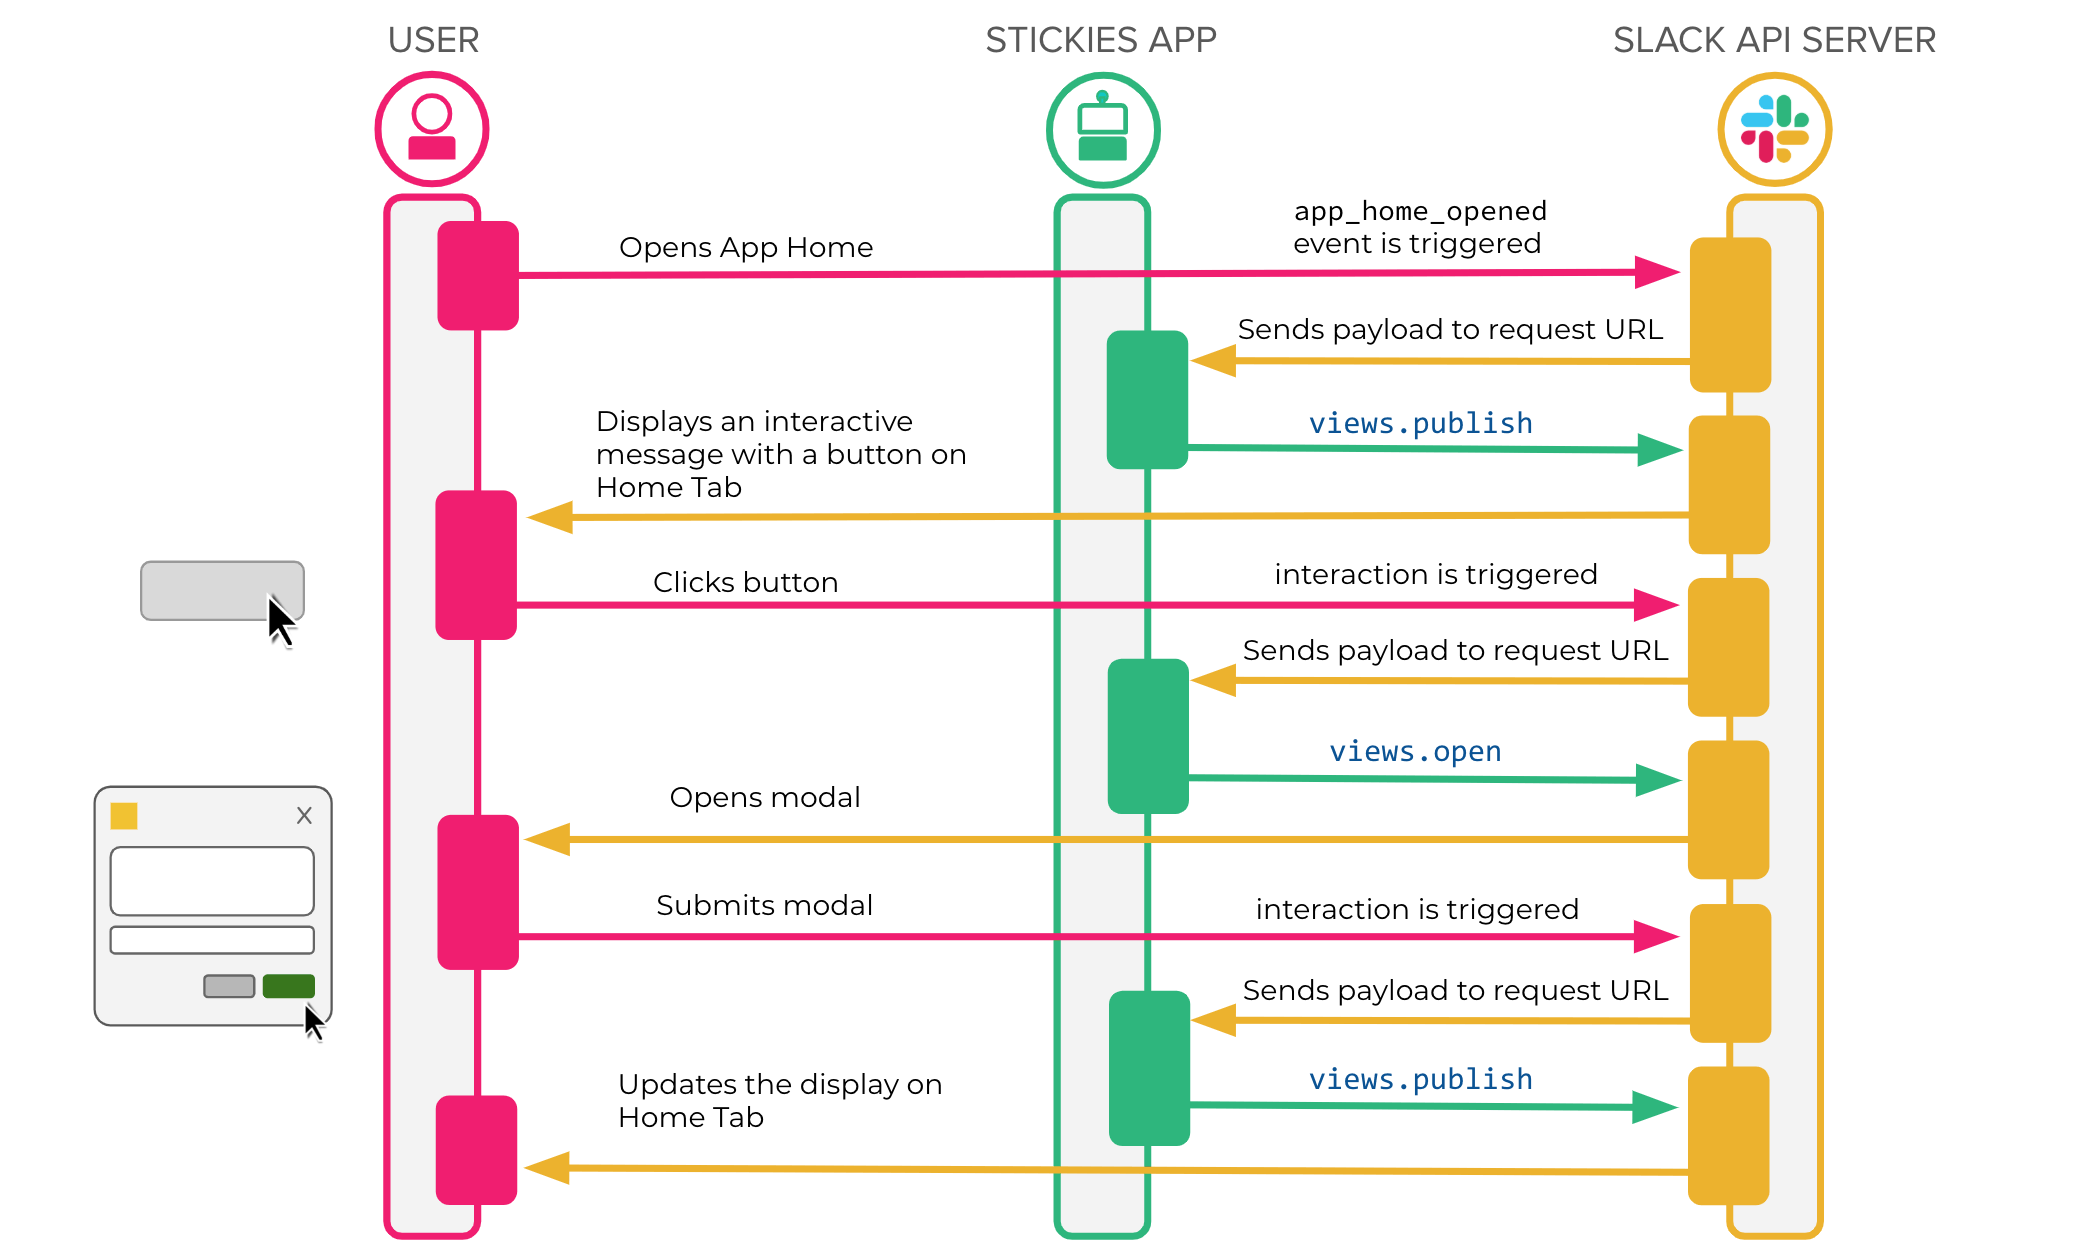 USER
STICKIES APP
SLACK API SERVER
Opens App Home
app_home_opened
event is triggered
Sends payload to request URL
views.publish
Displays an interactive
message with a button on
Home Tab
Clicks button
interaction is triggered
Sends payload to request URL
views.open
Opens modal
X
Submits modal
interaction is triggered
Sends payload to request URL
views.publish
Updates the display on
Home Tab